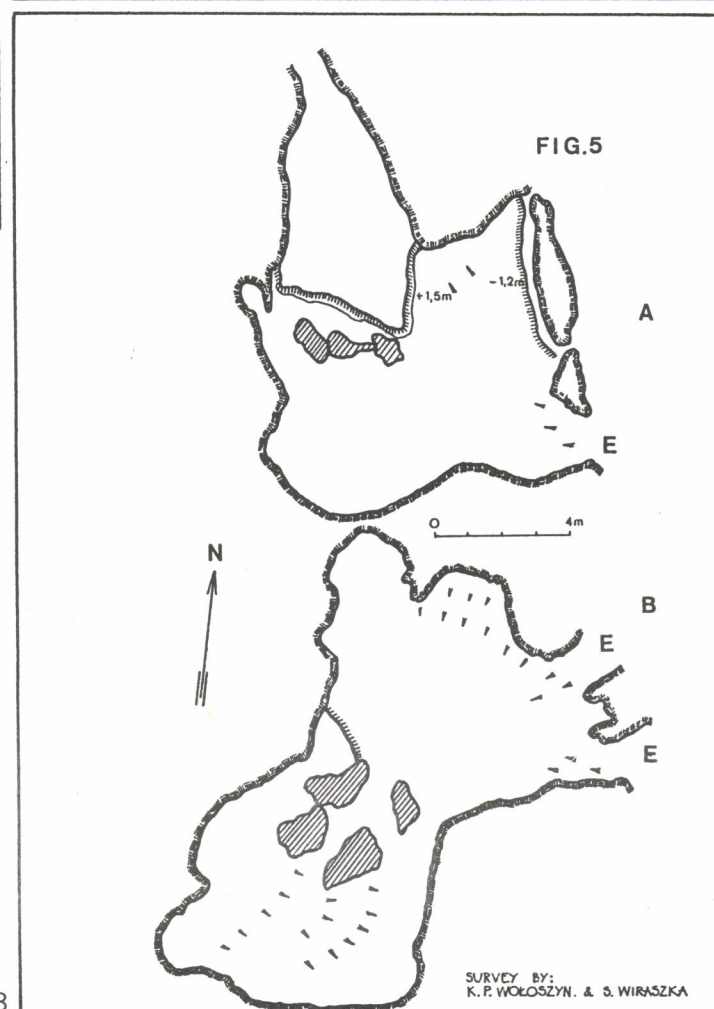 FIG.5
+1,5m
-1,2m
A
E
0 4m
N
B
E
E
SURVEY BY:
K.P. WOŁOSZYN. & S. WIRASZKA